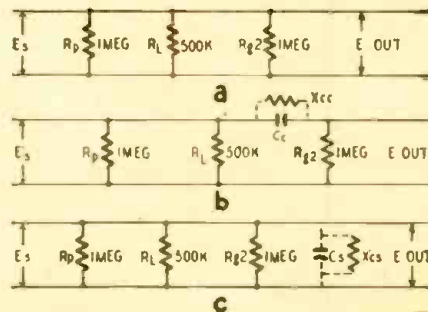 Es Rp 1MEG RL 500K Rg2 1MEG E OUT
a
Xcc
Cc
Es Rp 1MEG RL 500K Rg2 1MEG E OUT
b
Es Rp 1MEG RL 500K Rg2 1MEG Cs Xcs E OUT
c